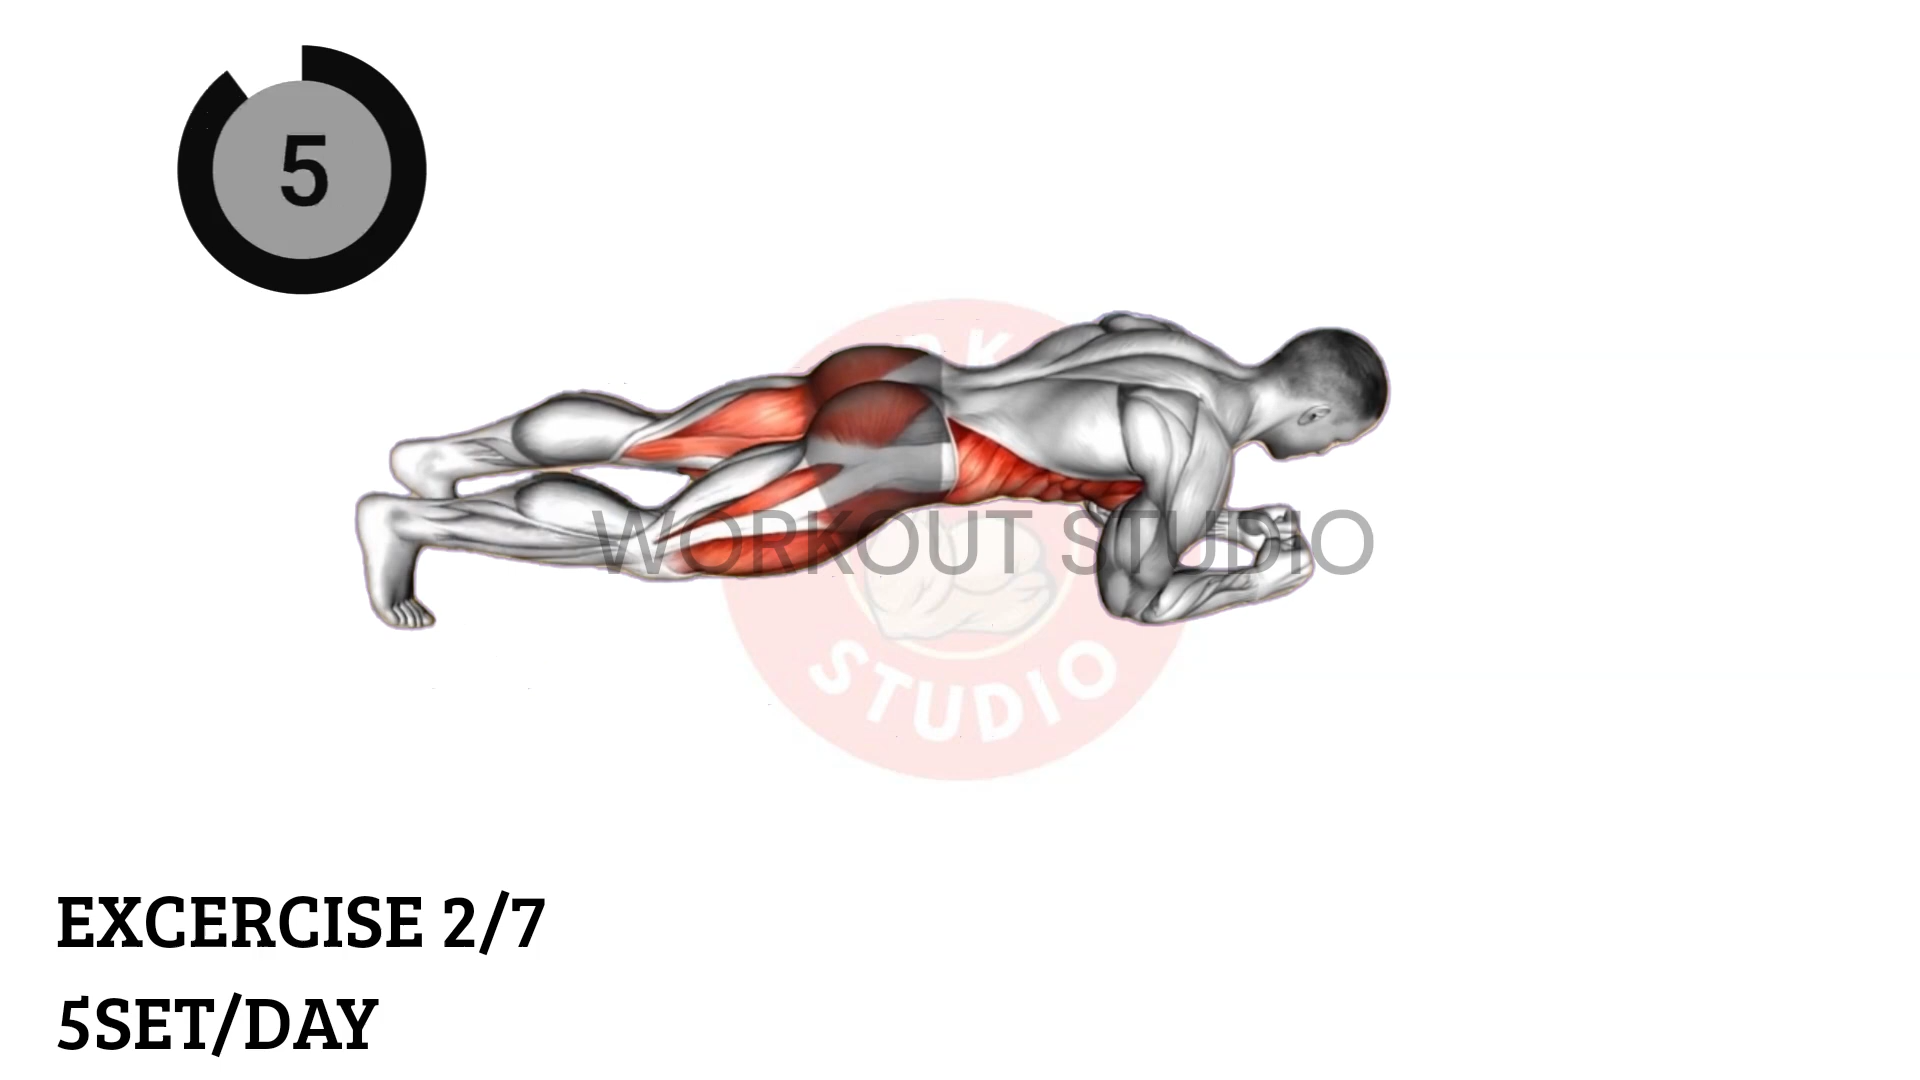 5
WORKOUT STUDIO
STUDIO
EXCERCISE 2/7
5SET/DAY